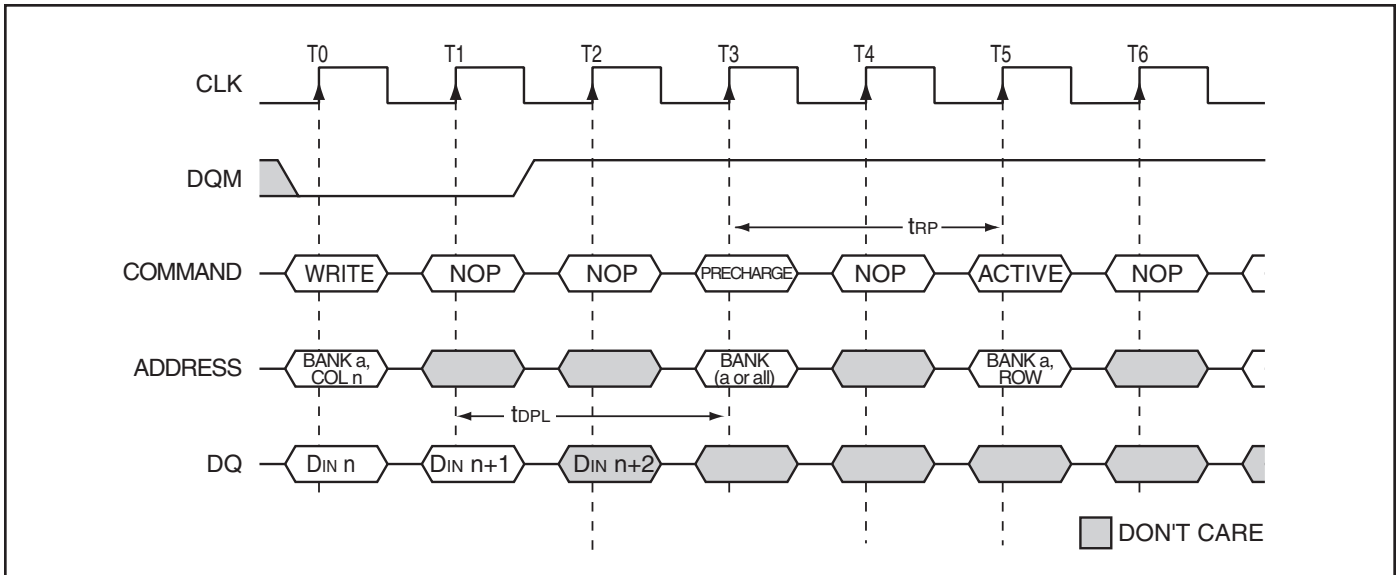 T0 T1 T2 T3 T4 T5 T6
CLK
DQM
tRP
COMMAND WRITE NOP NOP PRECHARGE NOP ACTIVE NOP
ADDRESS BANK a, COL n BANK (a or all) BANK a, ROW
tDPL
DQ DIN n DIN n+1 DIN n+2
DON'T CARE